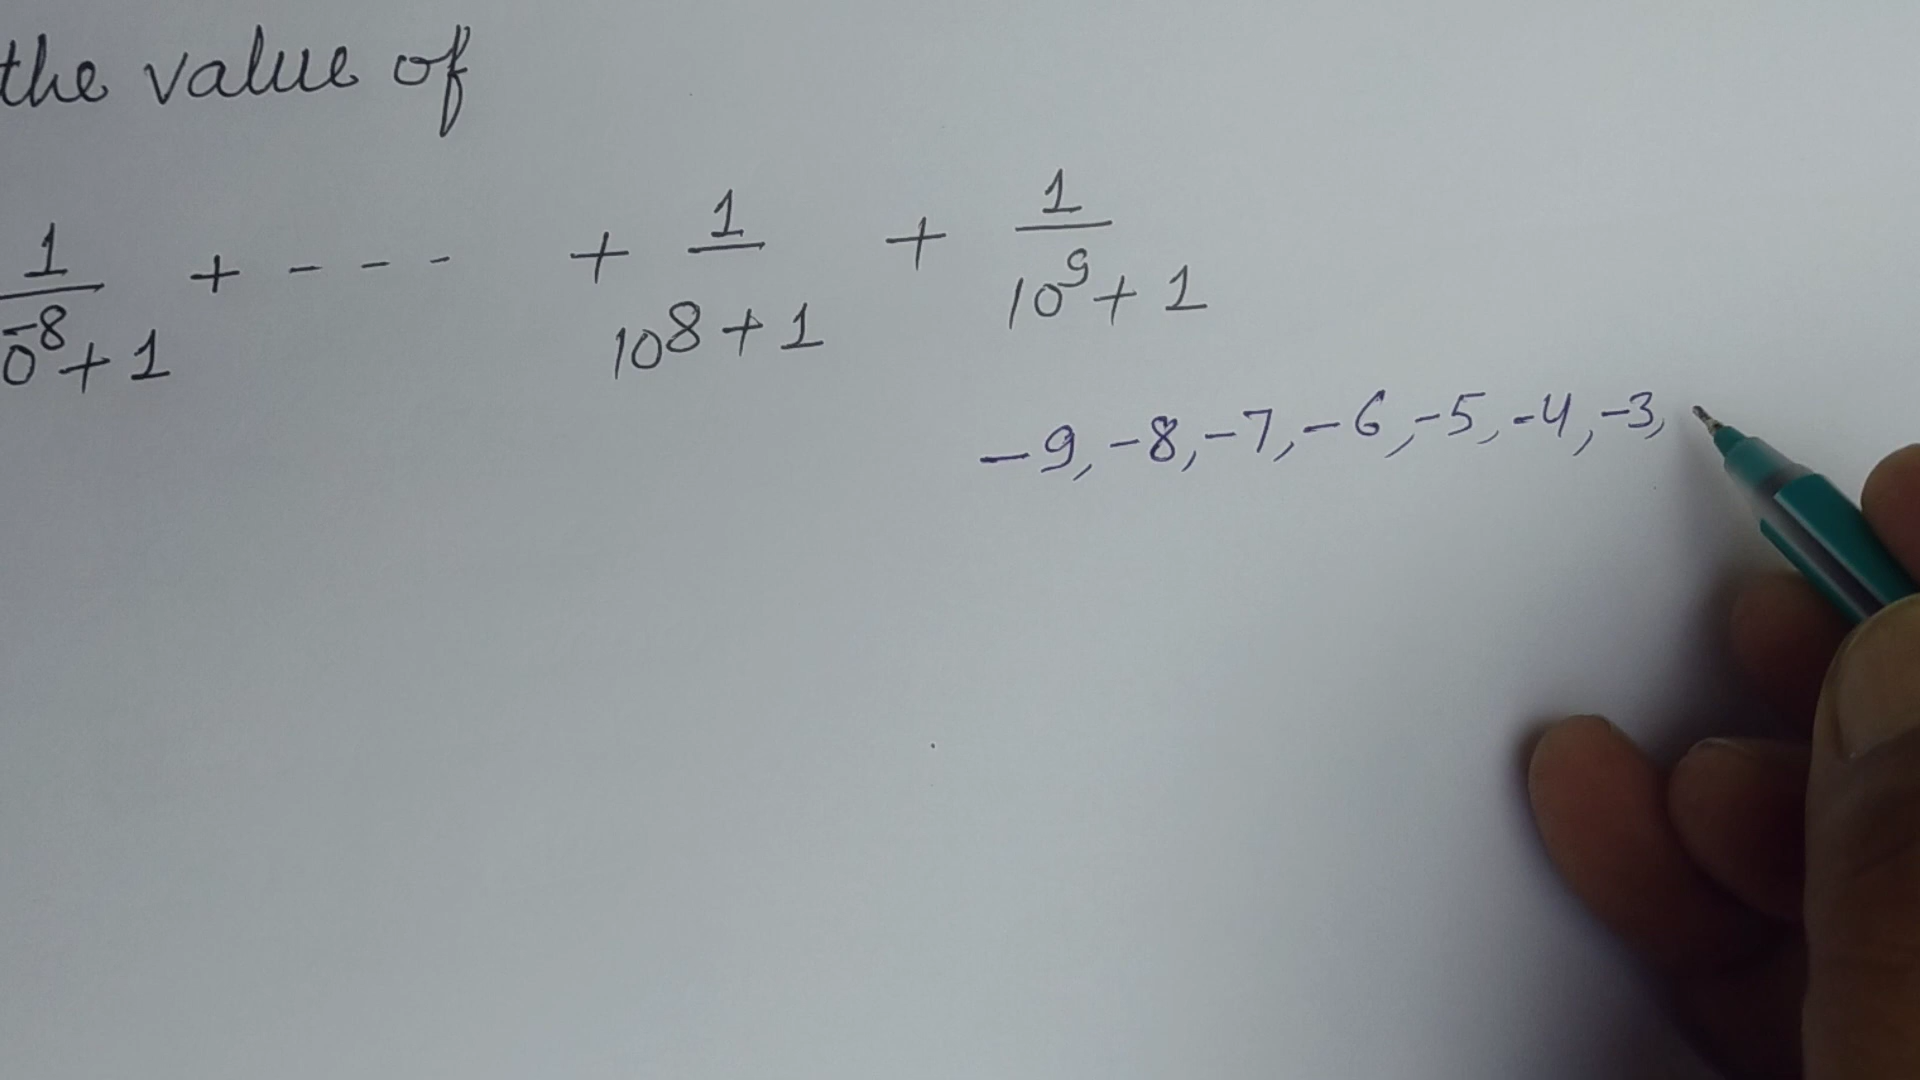 the value of
1/(0^-8 + 1) + - - - + 1/(10^8 + 1) + 1/(10^9 + 1)
-9, -8, -7, -6, -5, -4, -3,